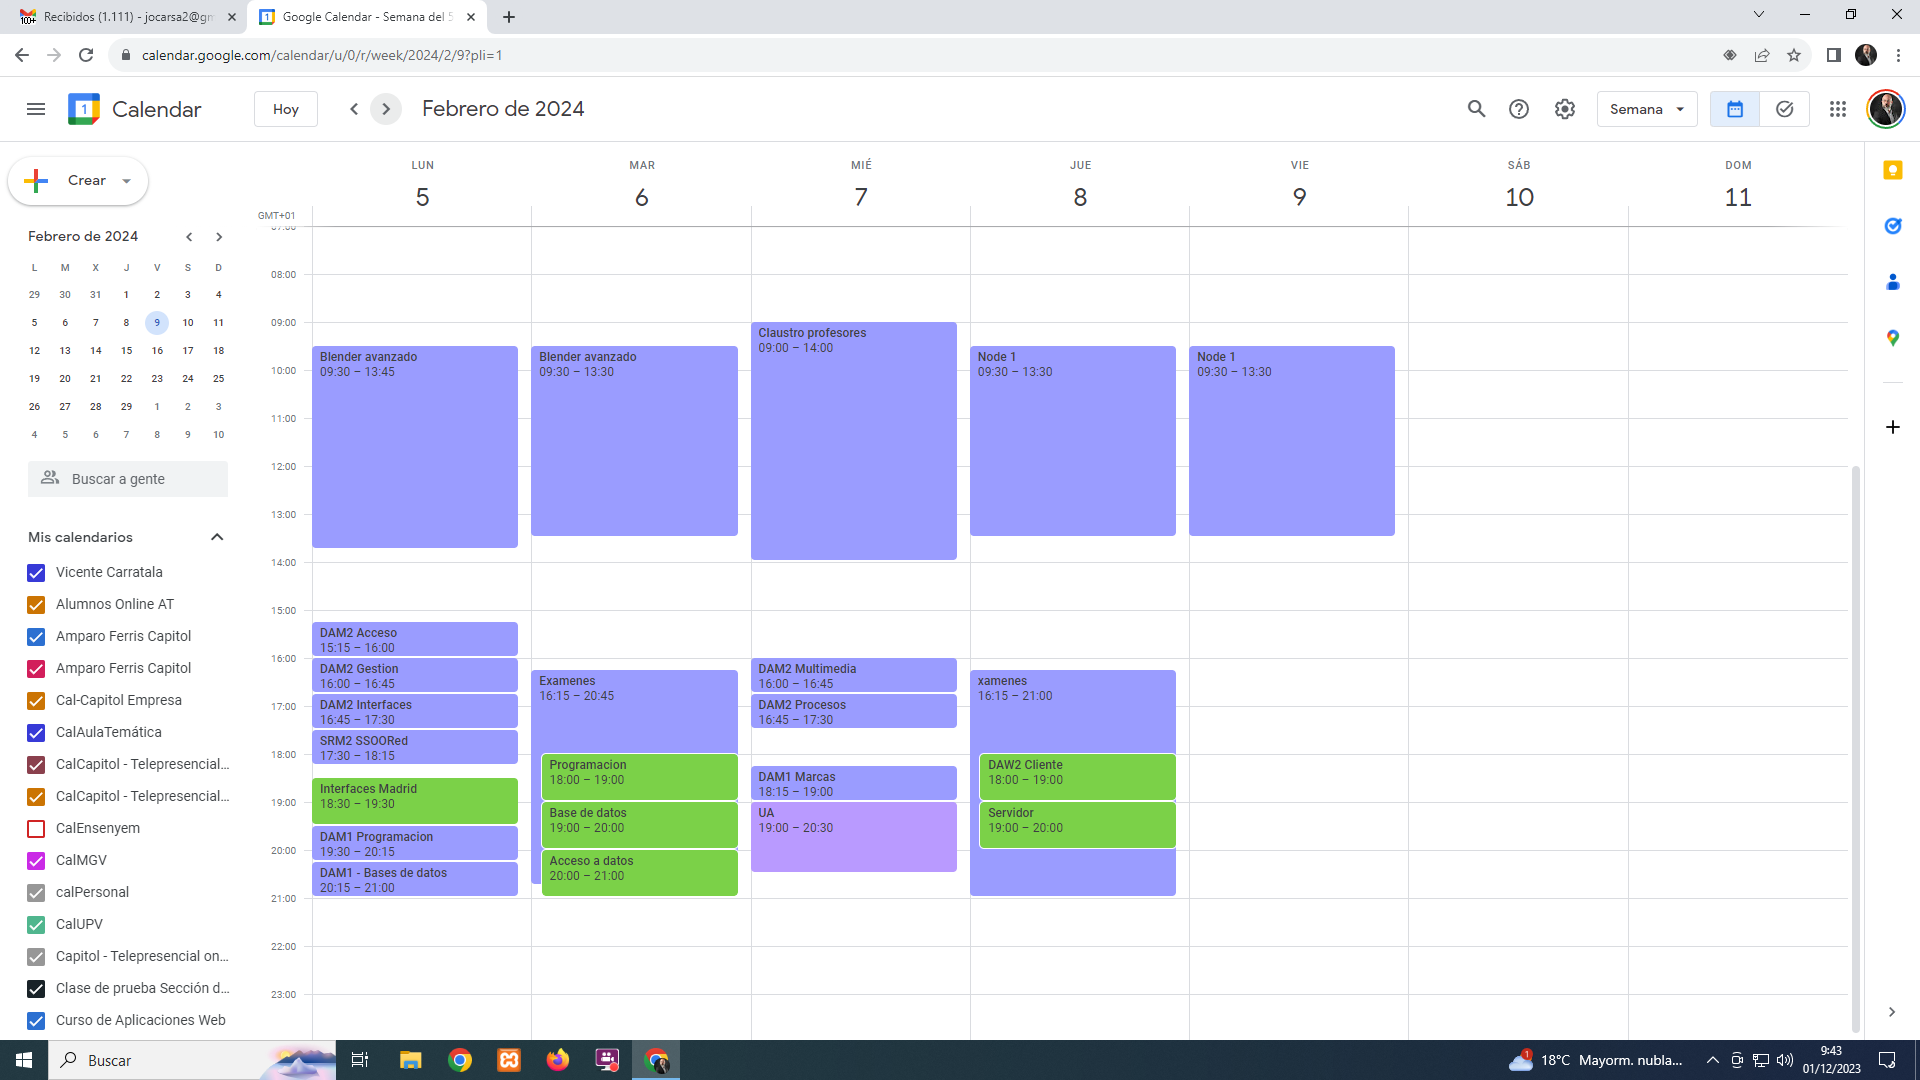 Recibidos (1.111) - jocarsa2@gm
Google Calendar - Semana del 5
calendar.google.com/calendar/u/0/r/week/2024/2/9?pli=1
1
Calendar
Hoy
Febrero de 2024
Semana
Crear
Febrero de 2024
L M X J V S D
29 30 31 1 2 3 4
5 6 7 8 9 10 11
12 13 14 15 16 17 18
19 20 21 22 23 24 25
26 27 28 29 1 2 3
4 5 6 7 8 9 10
Buscar a gente
Mis calendarios
Vicente Carratala
Alumnos Online AT
Amparo Ferris Capitol
Amparo Ferris Capitol
Cal-Capitol Empresa
CalAulaTemática
CalCapitol - Telepresencial...
CalCapitol - Telepresencial...
CalEnsenyem
CalMGV
calPersonal
CalUPV
Capitol - Telepresencial on...
Clase de prueba Sección d...
Curso de Aplicaciones Web
LUN MAR MIÉ JUE VIE SÁB DOM
5 6 7 8 9 10 11
GMT+01
07:00
08:00
09:00
10:00
11:00
12:00
13:00
14:00
15:00
16:00
17:00
18:00
19:00
20:00
21:00
22:00
23:00
Blender avanzado
09:30 – 13:45
DAM2 Acceso
15:15 – 16:00
DAM2 Gestion
16:00 – 16:45
DAM2 Interfaces
16:45 – 17:30
SRM2 SSOORed
17:30 – 18:15
Interfaces Madrid
18:30 – 19:30
DAM1 Programacion
19:30 – 20:15
DAM1 - Bases de datos
20:15 – 21:00
Blender avanzado
09:30 – 13:30
Examenes
16:15 – 20:45
Programacion
18:00 – 19:00
Base de datos
19:00 – 20:00
Acceso a datos
20:00 – 21:00
Claustro profesores
09:00 – 14:00
DAM2 Multimedia
16:00 – 16:45
DAM2 Procesos
16:45 – 17:30
DAM1 Marcas
18:15 – 19:00
UA
19:00 – 20:30
Node 1
09:30 – 13:30
xamenes
16:15 – 21:00
DAW2 Cliente
18:00 – 19:00
Servidor
19:00 – 20:00
Node 1
09:30 – 13:30
Buscar
1
18°C Mayorm. nubla...
9:43
01/12/2023